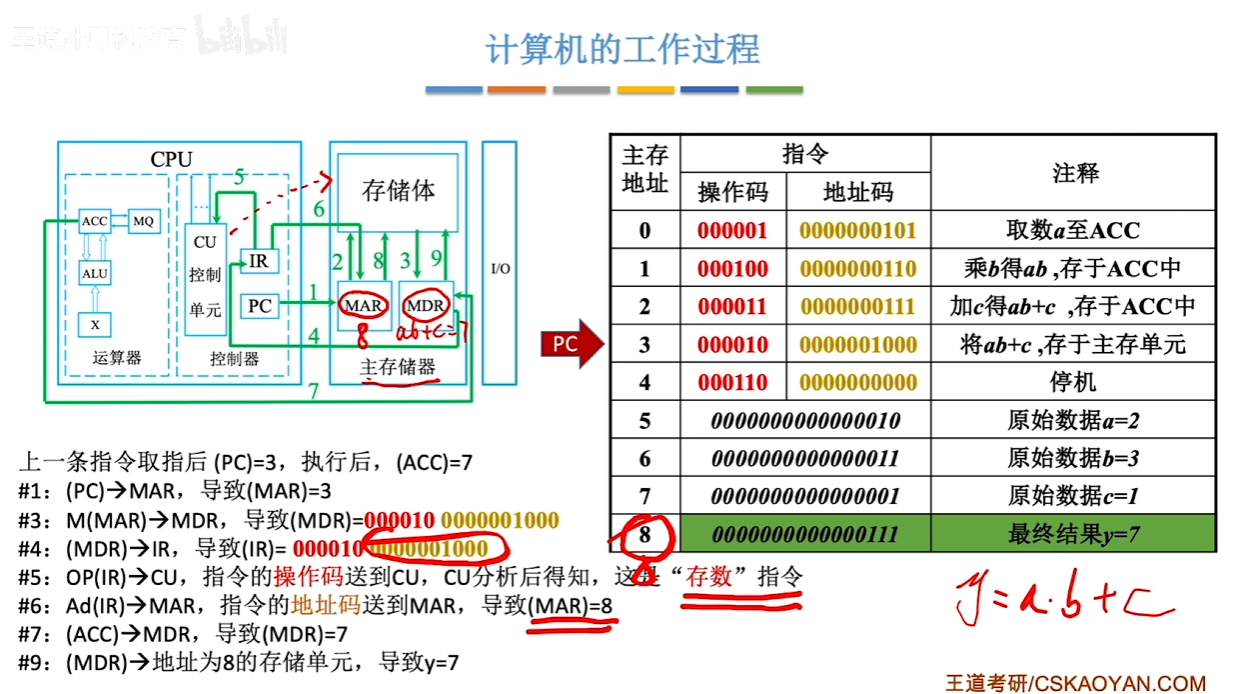 王道计算机教育 bilibili
计算机的工作过程
CPU
ACC
MQ
ALU
X
运算器
5
...
CU
控制
单元
IR
PC
控制器
6
存储体
2
8
3
9
1
MAR
MDR
8
ab+c=7
4
主存储器
7
I/O
PC
主存地址 指令 注释
操作码 地址码
0 000001 0000000101 取数a至ACC
1 000100 0000000110 乘b得ab ,存于ACC中
2 000011 0000000111 加c得ab+c ,存于ACC中
3 000010 0000001000 将ab+c ,存于主存单元
4 000110 0000000000 停机
5 0000000000000010 原始数据a=2
6 0000000000000011 原始数据b=3
7 0000000000000001 原始数据c=1
8 0000000000000111 最终结果y=7
8
上一条指令取指后 (PC)=3，执行后，(ACC)=7
#1：(PC)→MAR，导致(MAR)=3
#3：M(MAR)→MDR，导致(MDR)=000010 0000001000
#4：(MDR)→IR，导致(IR)= 000010 0000001000
#5：OP(IR)→CU，指令的操作码送到CU，CU分析后得知，这是“存数”指令
#6：Ad(IR)→MAR，指令的地址码送到MAR，导致(MAR)=8
#7：(ACC)→MDR，导致(MDR)=7
#9：(MDR)→地址为8的存储单元，导致y=7
y=a·b+c
王道考研/CSKAOYAN.COM